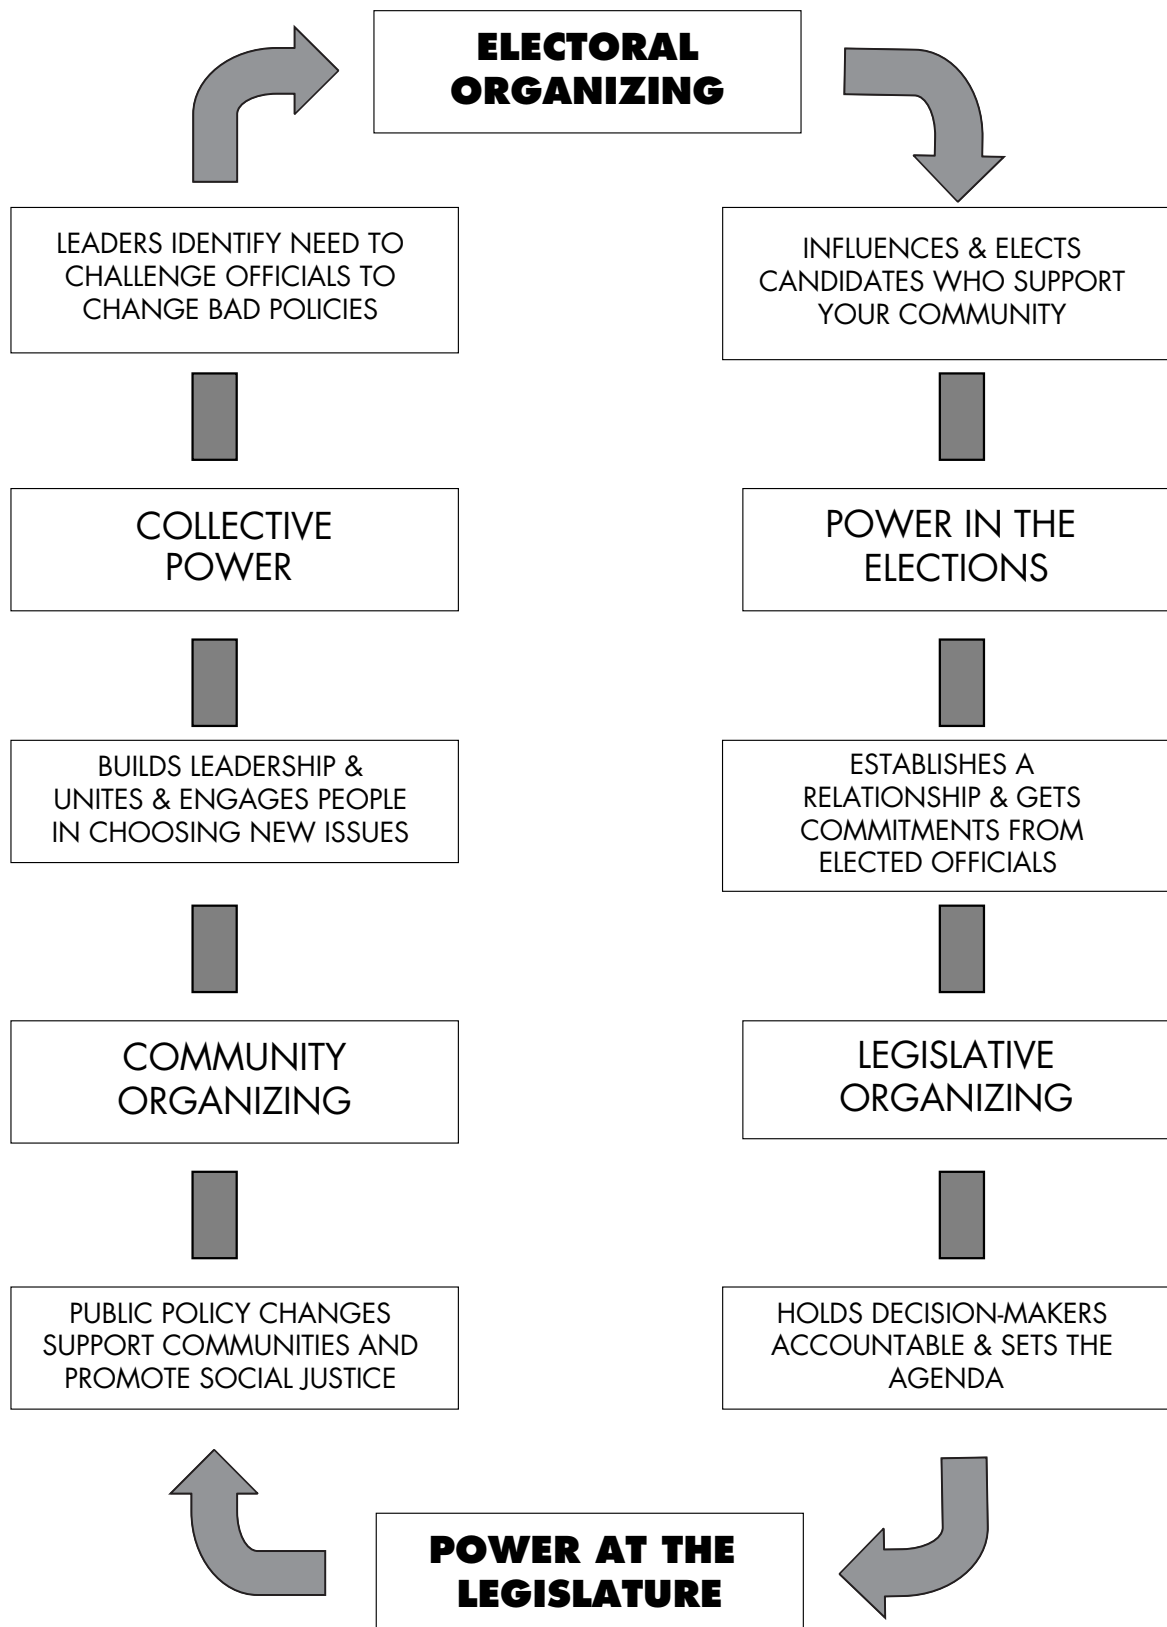 ELECTORAL
ORGANIZING
LEADERS IDENTIFY NEED TO
CHALLENGE OFFICIALS TO
CHANGE BAD POLICIES
INFLUENCES & ELECTS
CANDIDATES WHO SUPPORT
YOUR COMMUNITY
COLLECTIVE
POWER
POWER IN THE
ELECTIONS
BUILDS LEADERSHIP &
UNITES & ENGAGES PEOPLE
IN CHOOSING NEW ISSUES
ESTABLISHES A
RELATIONSHIP & GETS
COMMITMENTS FROM
ELECTED OFFICIALS
COMMUNITY
ORGANIZING
LEGISLATIVE
ORGANIZING
PUBLIC POLICY CHANGES
SUPPORT COMMUNITIES AND
PROMOTE SOCIAL JUSTICE
HOLDS DECISION-MAKERS
ACCOUNTABLE & SETS THE
AGENDA
POWER AT THE
LEGISLATURE